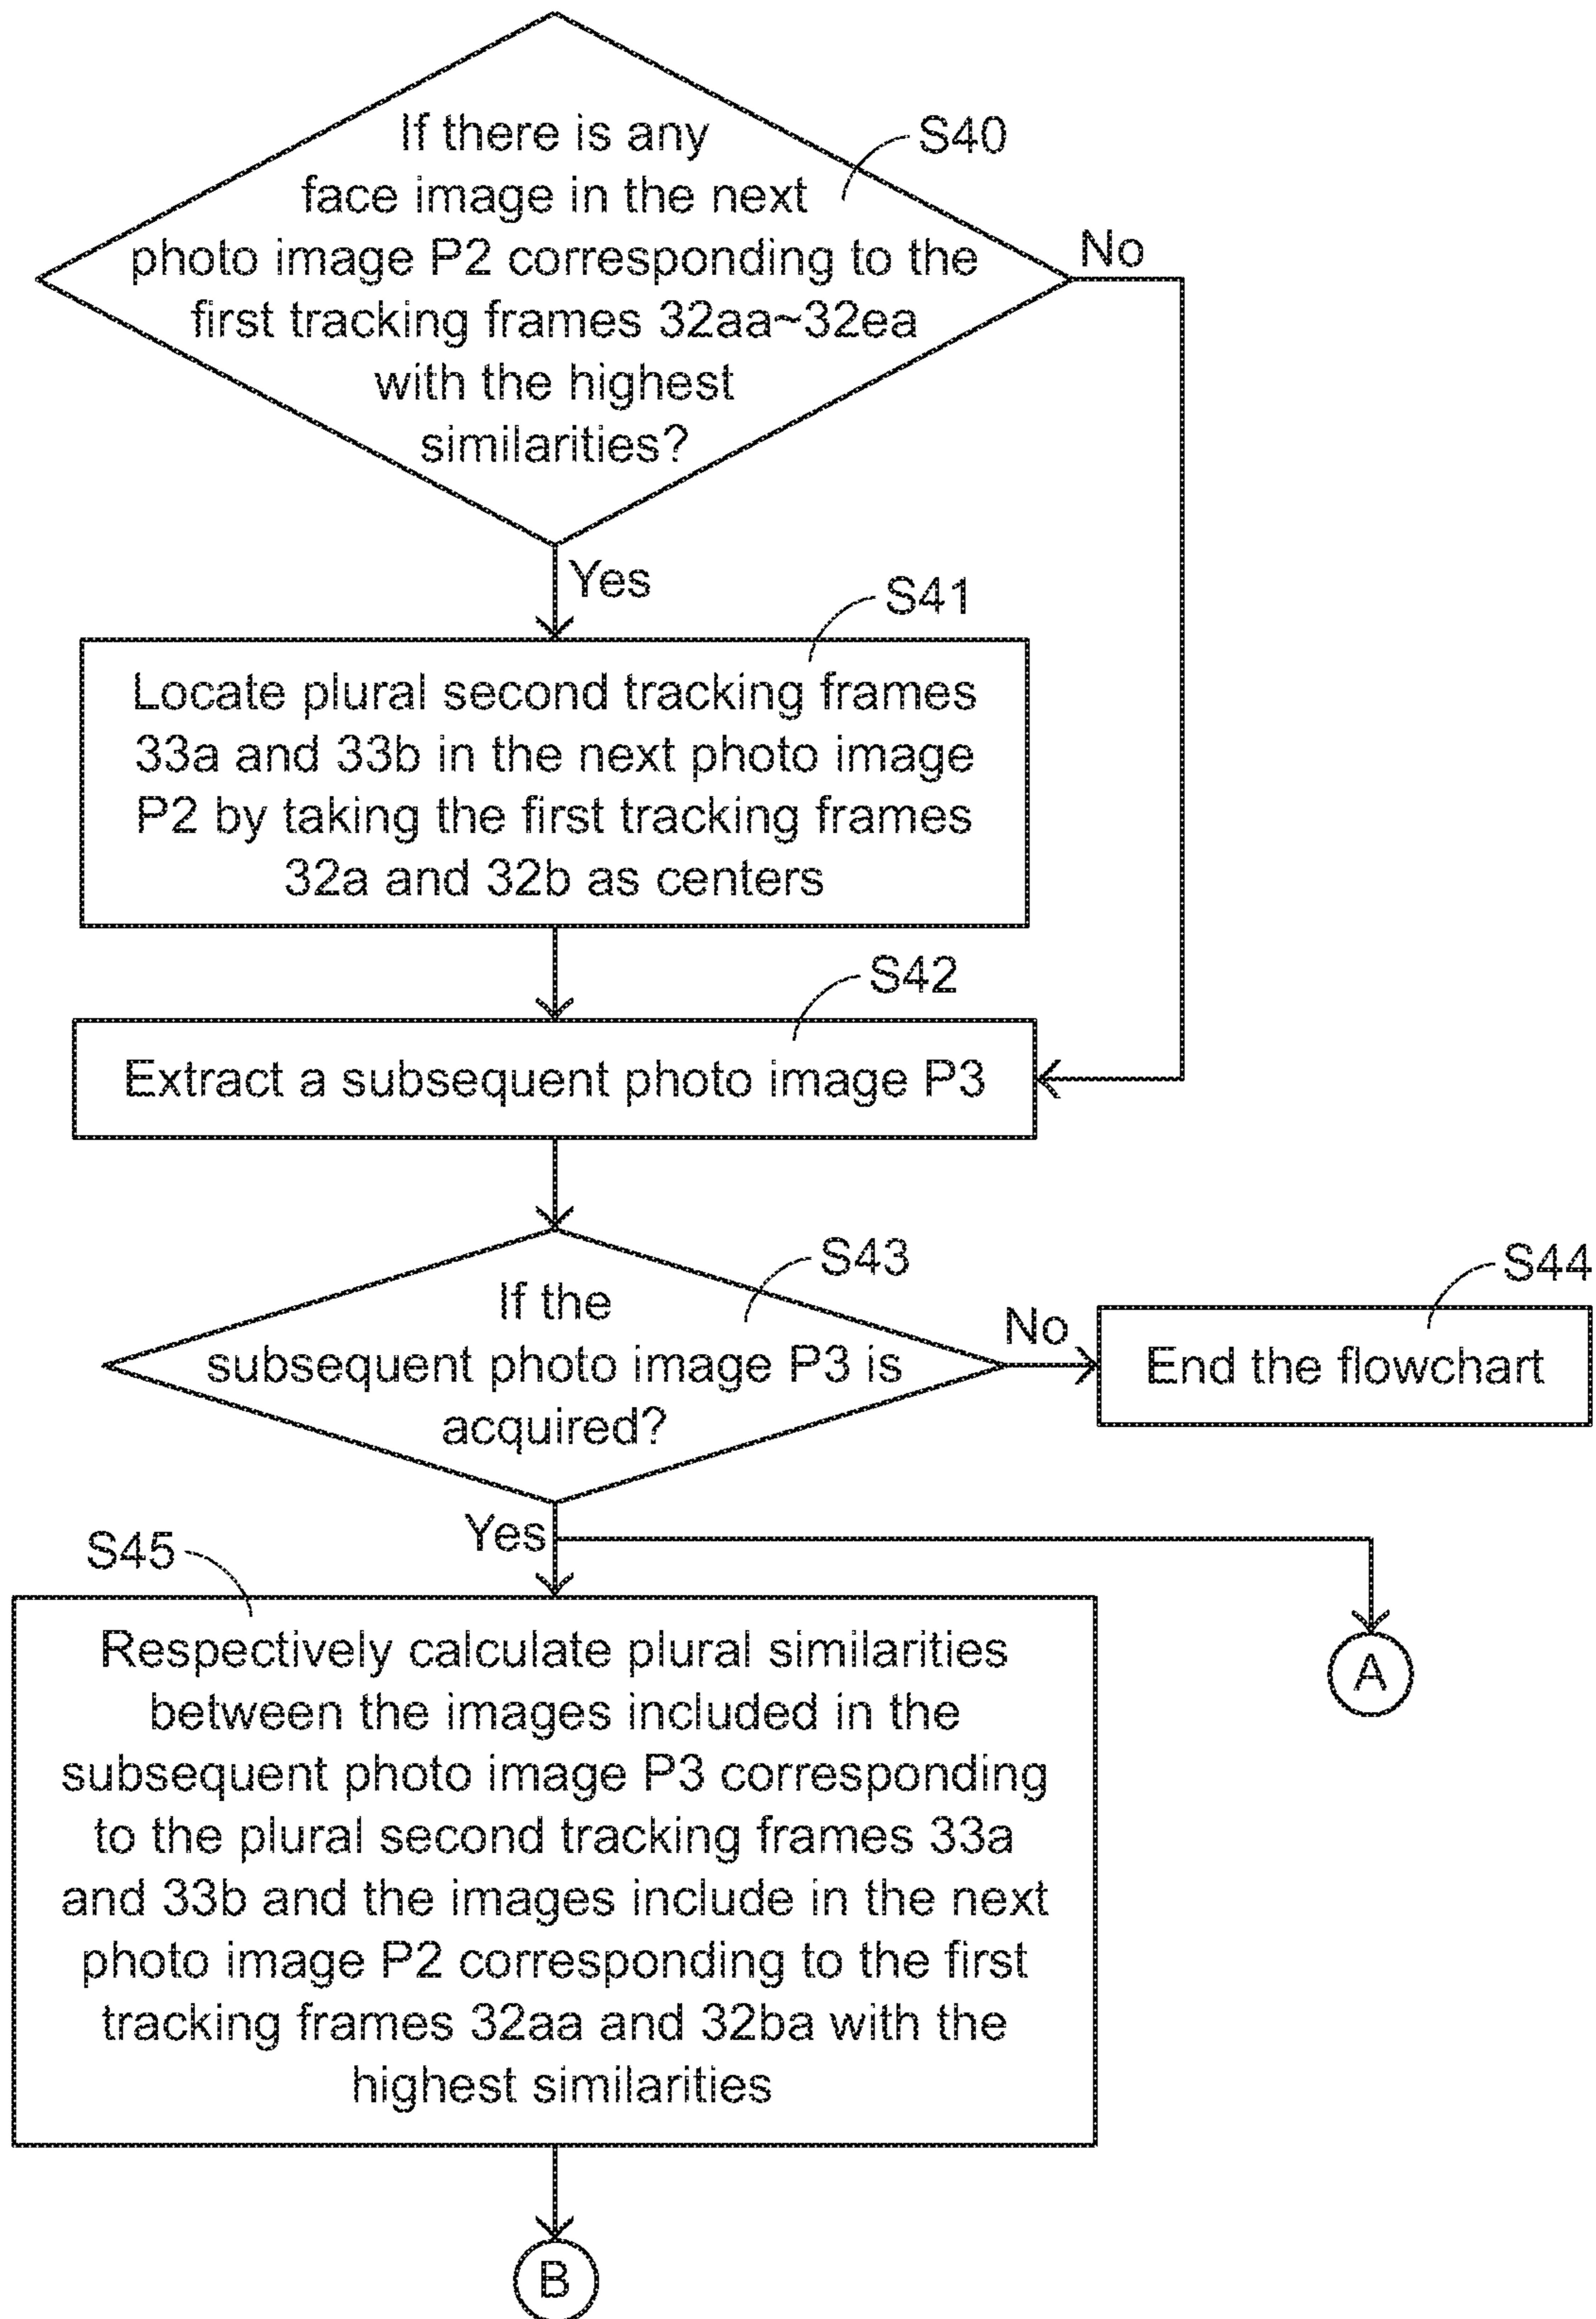 If there is any
face image in the next
photo image P2 corresponding to the
first tracking frames 32aa~32ea
with the highest
similarities?
S40
No
Yes
S41
Locate plural second tracking frames
33a and 33b in the next photo image
P2 by taking the first tracking frames
32a and 32b as centers
S42
Extract a subsequent photo image P3
S43
If the
subsequent photo image P3 is
acquired?
No
S44
End the flowchart
Yes
S45
Respectively calculate plural similarities
between the images included in the
subsequent photo image P3 corresponding
to the plural second tracking frames 33a
and 33b and the images include in the next
photo image P2 corresponding to the first
tracking frames 32aa and 32ba with the
highest similarities
A
B